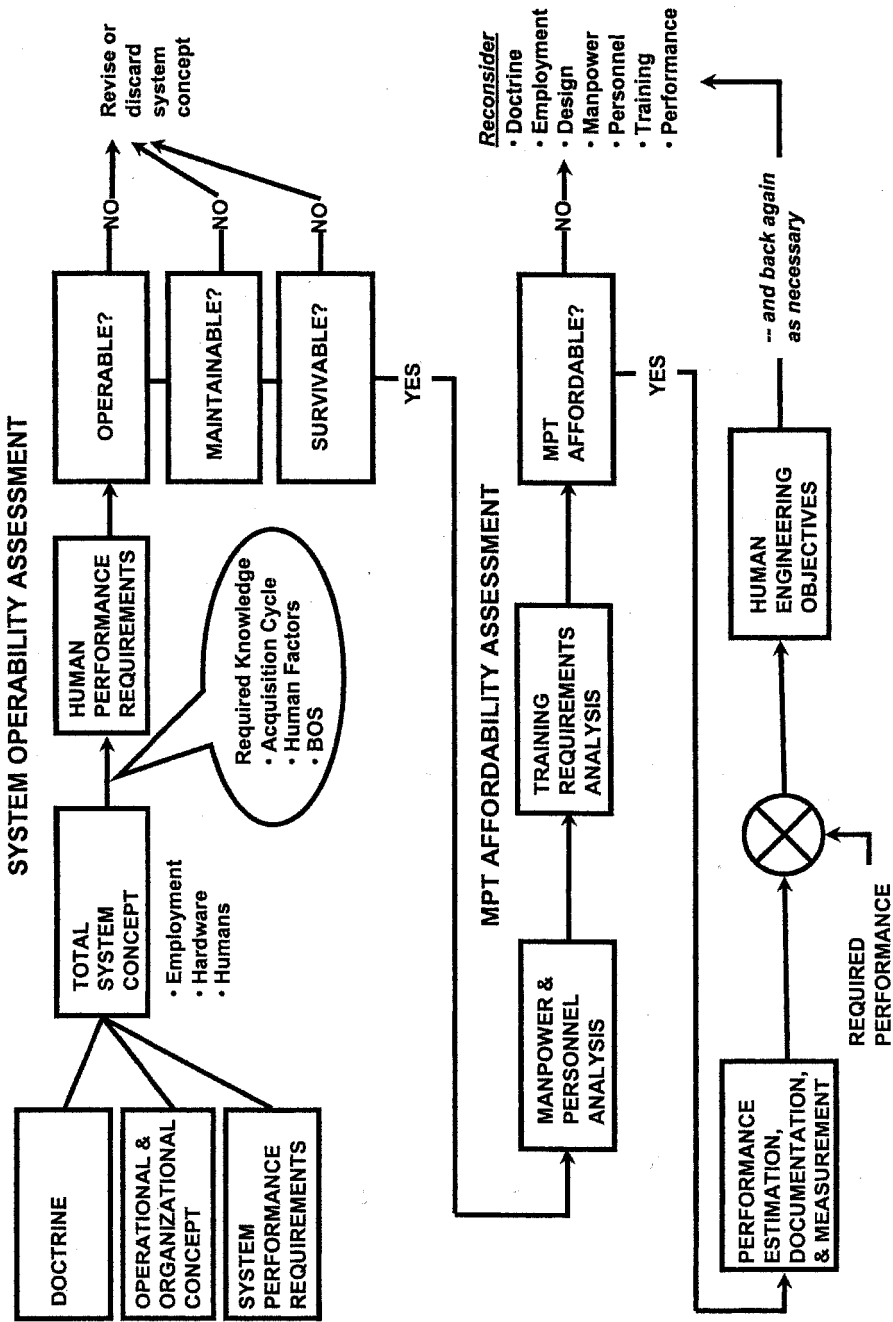 SYSTEM OPERABILITY ASSESSMENT
DOCTRINE
OPERATIONAL &
ORGANIZATIONAL
CONCEPT
SYSTEM
PERFORMANCE
REQUIREMENTS
TOTAL
SYSTEM
CONCEPT
• Employment
• Hardware
• Humans
HUMAN
PERFORMANCE
REQUIREMENTS
Required Knowledge
• Acquisition Cycle
• Human Factors
• BOS
OPERABLE?
NO
MAINTAINABLE?
NO
SURVIVABLE?
NO
Revise or
discard
system
concept
YES
MPT AFFORDABILITY ASSESSMENT
MANPOWER &
PERSONNEL
ANALYSIS
TRAINING
REQUIREMENTS
ANALYSIS
MPT
AFFORDABLE?
NO
Reconsider
• Doctrine
• Employment
• Design
• Manpower
• Personnel
• Training
• Performance
YES
PERFORMANCE
ESTIMATION,
DOCUMENTATION,
& MEASUREMENT
REQUIRED
PERFORMANCE
HUMAN
ENGINEERING
OBJECTIVES
--- and back again
as necessary